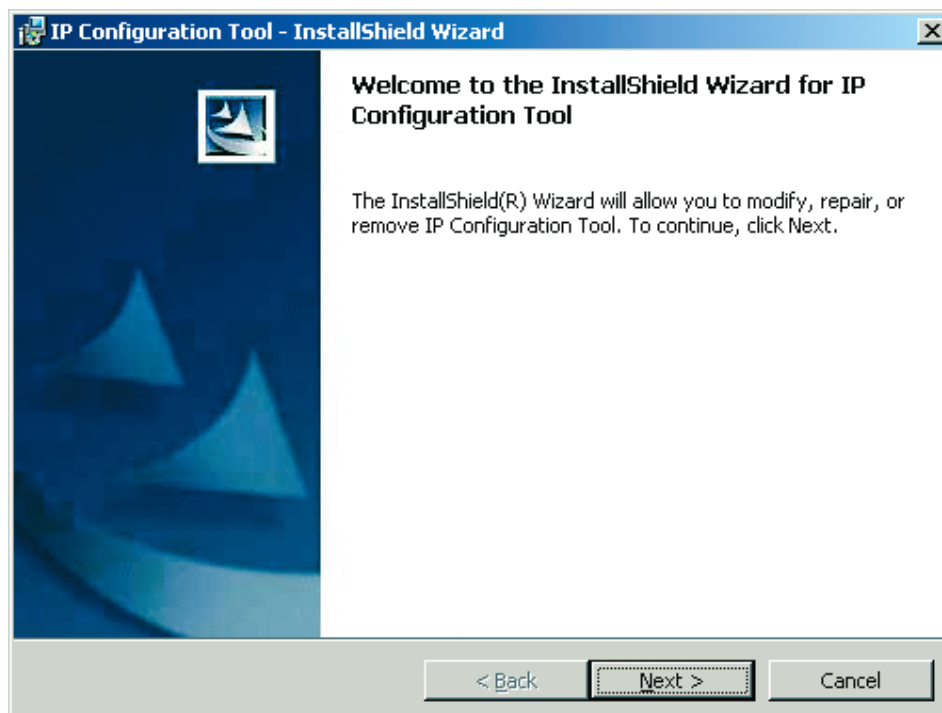 IP Configuration Tool - InstallShield Wizard
Welcome to the InstallShield Wizard for IP
Configuration Tool
The InstallShield(R) Wizard will allow you to modify, repair, or
remove IP Configuration Tool. To continue, click Next.
< Back
Next >
Cancel